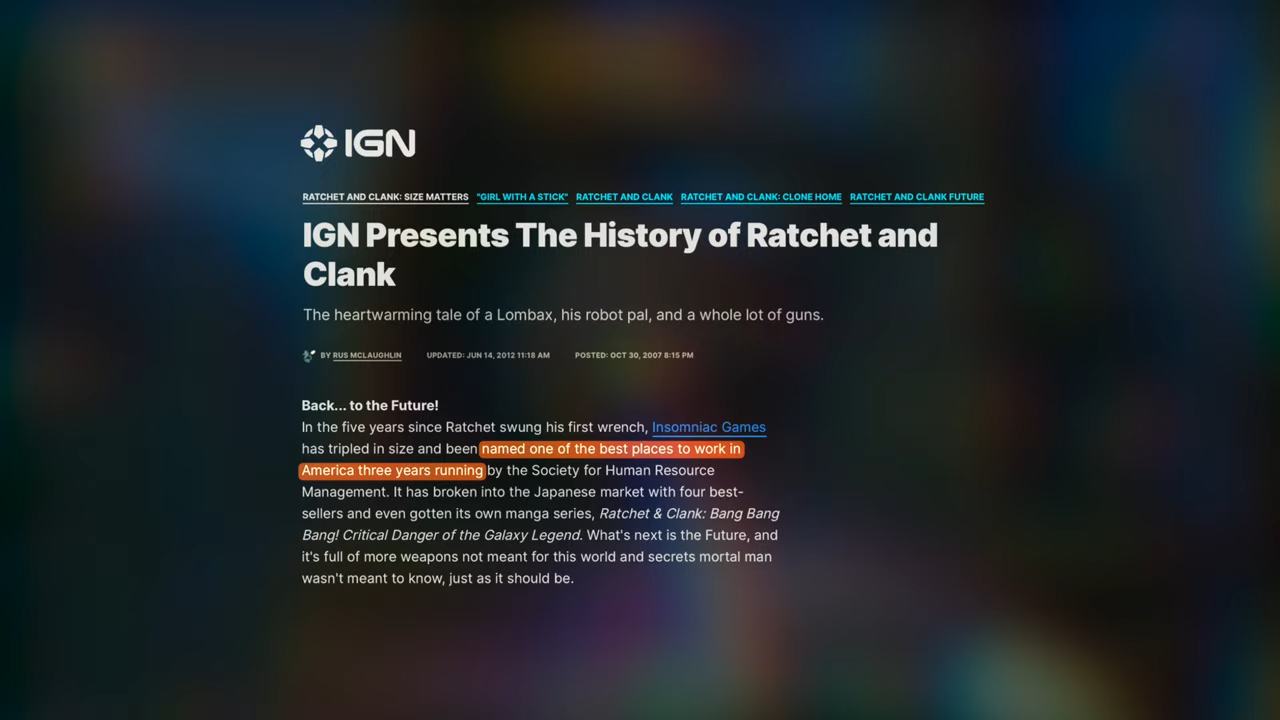 IGN
RATCHET AND CLANK: SIZE MATTERS "GIRL WITH A STICK" RATCHET AND CLANK RATCHET AND CLANK: CLONE HOME RATCHET AND CLANK FUTURE
IGN Presents The History of Ratchet and
Clank
The heartwarming tale of a Lombax, his robot pal, and a whole lot of guns.
BY RUS MCLAUGHLIN UPDATED: JUN 14, 2012 11:18 AM POSTED: OCT 30, 2007 8:15 PM
Back... to the Future!
In the five years since Ratchet swung his first wrench, Insomniac Games
has tripled in size and been named one of the best places to work in
America three years running by the Society for Human Resource
Management. It has broken into the Japanese market with four best-
sellers and even gotten its own manga series, Ratchet & Clank: Bang Bang
Bang! Critical Danger of the Galaxy Legend. What's next is the Future, and
it's full of more weapons not meant for this world and secrets mortal man
wasn't meant to know, just as it should be.